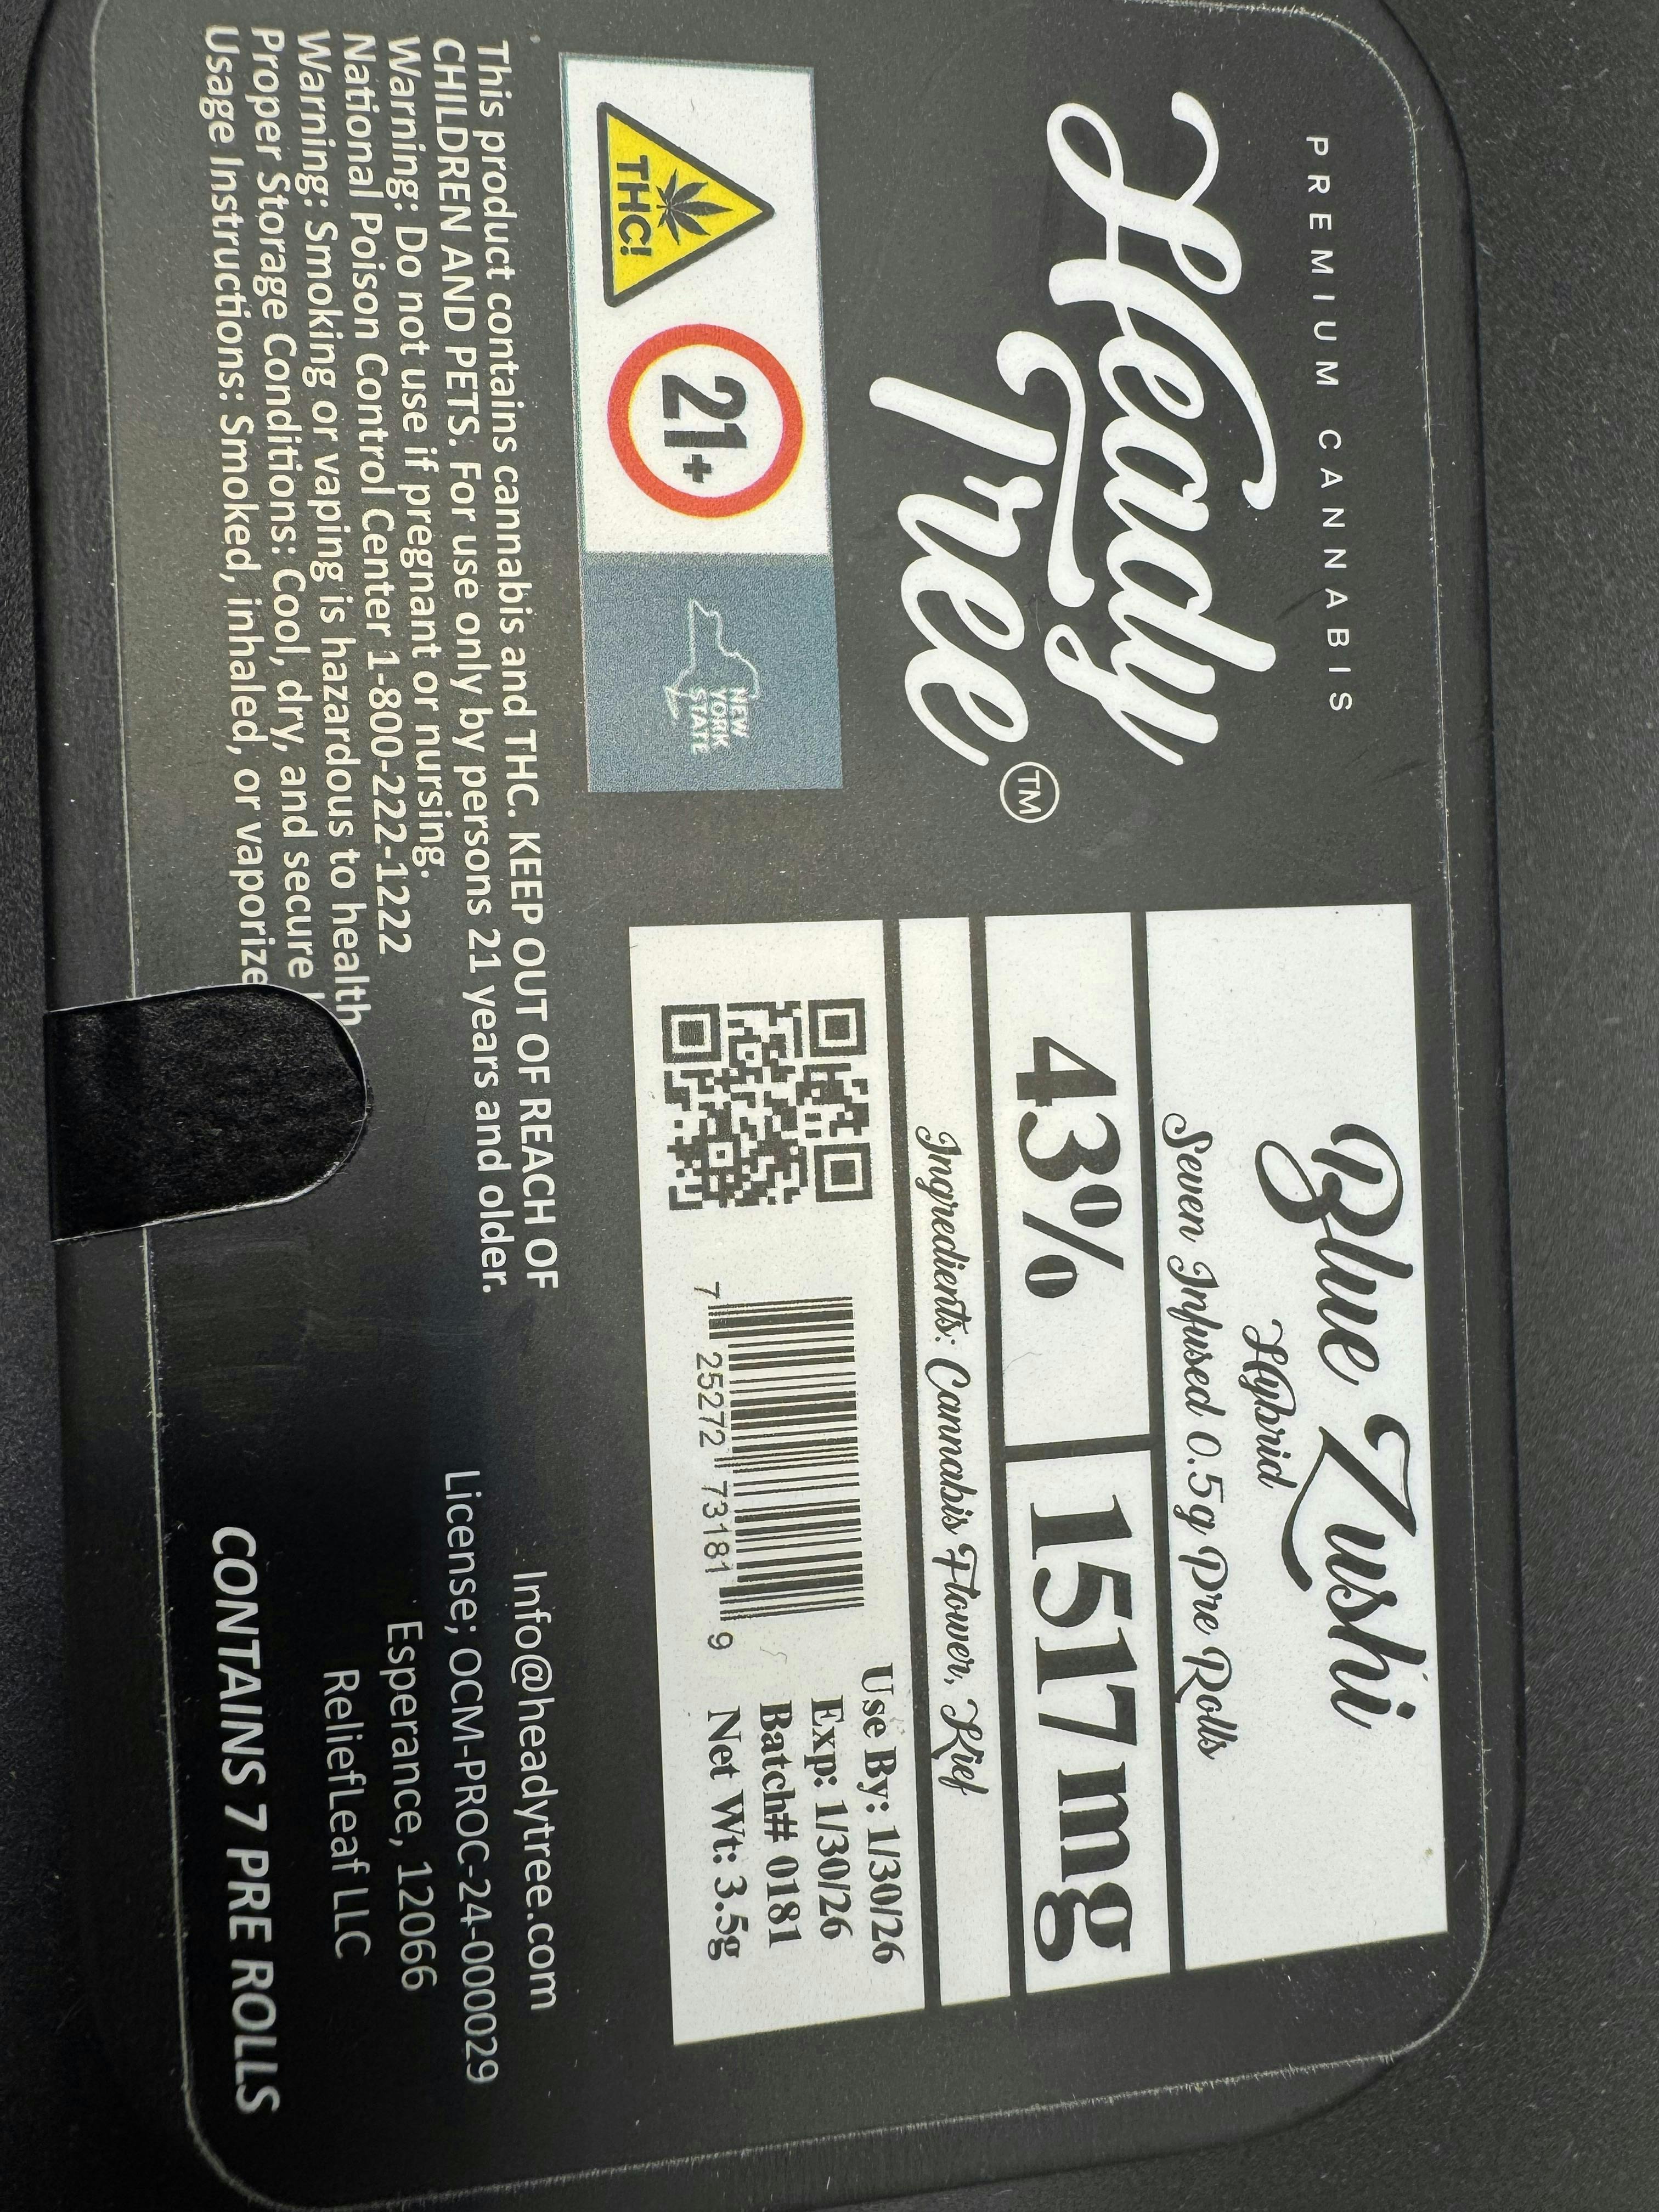 PREMIUM CANNABIS
Heady
Tree
TM
Blue Zushi
Hybrid
Seven Infused 0.5g Pre Rolls
43%
1517mg
Ingredients: Cannabis Flower, Kief
7 25272 73181 9
Use By: 1/30/26
Exp: 1/30/26
Batch# 0181
Net Wt: 3.5g
THC!
21+
NEW
YORK
STATE
This product contains cannabis and THC. KEEP OUT OF REACH OF
CHILDREN AND PETS. For use only by persons 21 years and older.
Warning: Do not use if pregnant or nursing.
National Poison Control Center 1-800-222-1222
Warning: Smoking or vaping is hazardous to health
Proper Storage Conditions: Cool, dry, and secure
Usage Instructions: Smoked, inhaled, or vaporize
Info@headytree.com
License; OCM-PROC-24-000029
Esperance, 12066
ReliefLeaf LLC
CONTAINS 7 PRE ROLLS